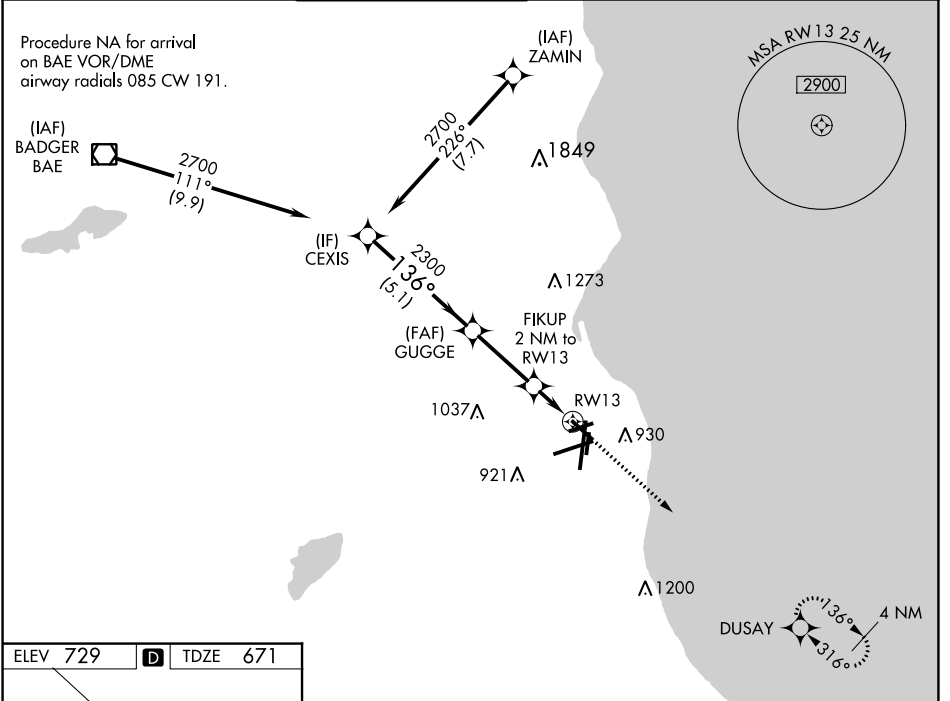 Procedure NA for arrival
on BAE VOR/DME
airway radials 085 CW 191.
(IAF)
ZAMIN
MSA RW13 25 NM
2900
(IAF)
BADGER
BAE
2700
111°
(9.9)
2700
226°
(7.7)
1849
(IF)
CEXIS
2300
136°
(5.1)
1273
(FAF)
GUGGE
FIKUP
2 NM to
RW13
RW13
1037
930
921
1200
DUSAY
136°
4 NM
316°
ELEV 729 D TDZE 671